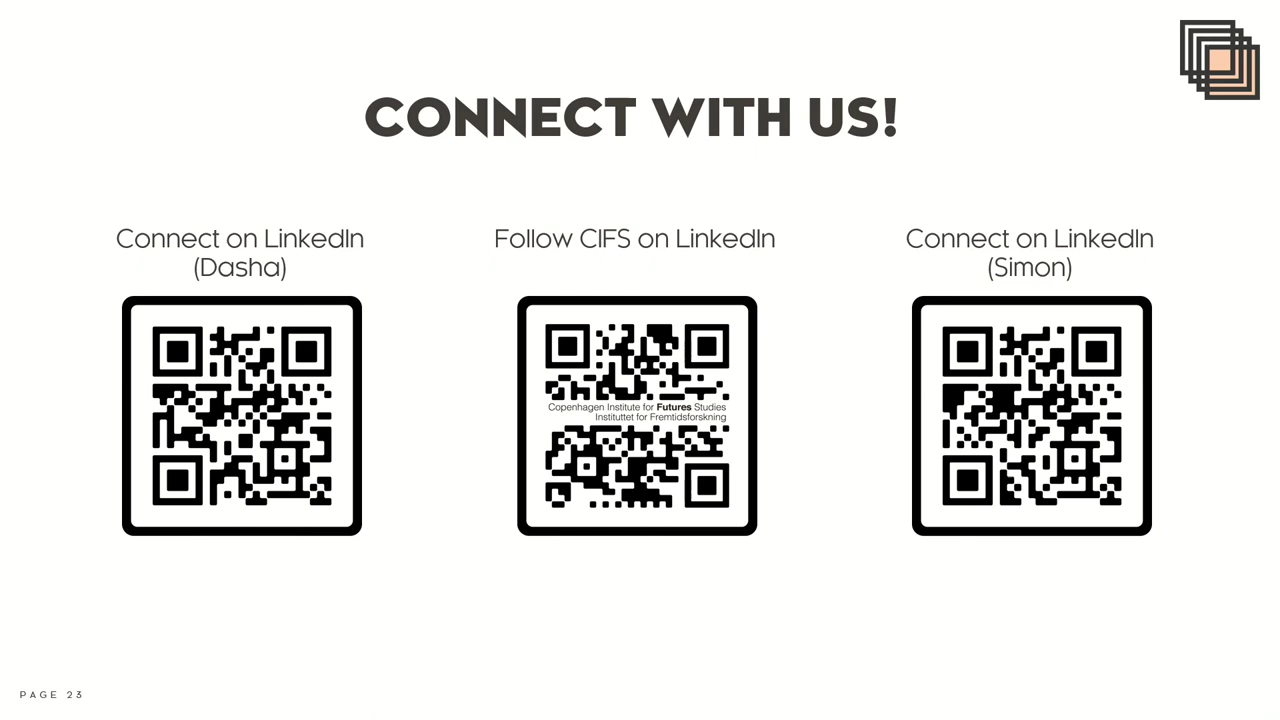 CONNECT WITH US!
Connect on LinkedIn
(Dasha)
Follow CIFS on LinkedIn
Connect on LinkedIn
(Simon)
Copenhagen Institute for Futures Studies
Instituttet for Fremtidsforskning
PAGE 23